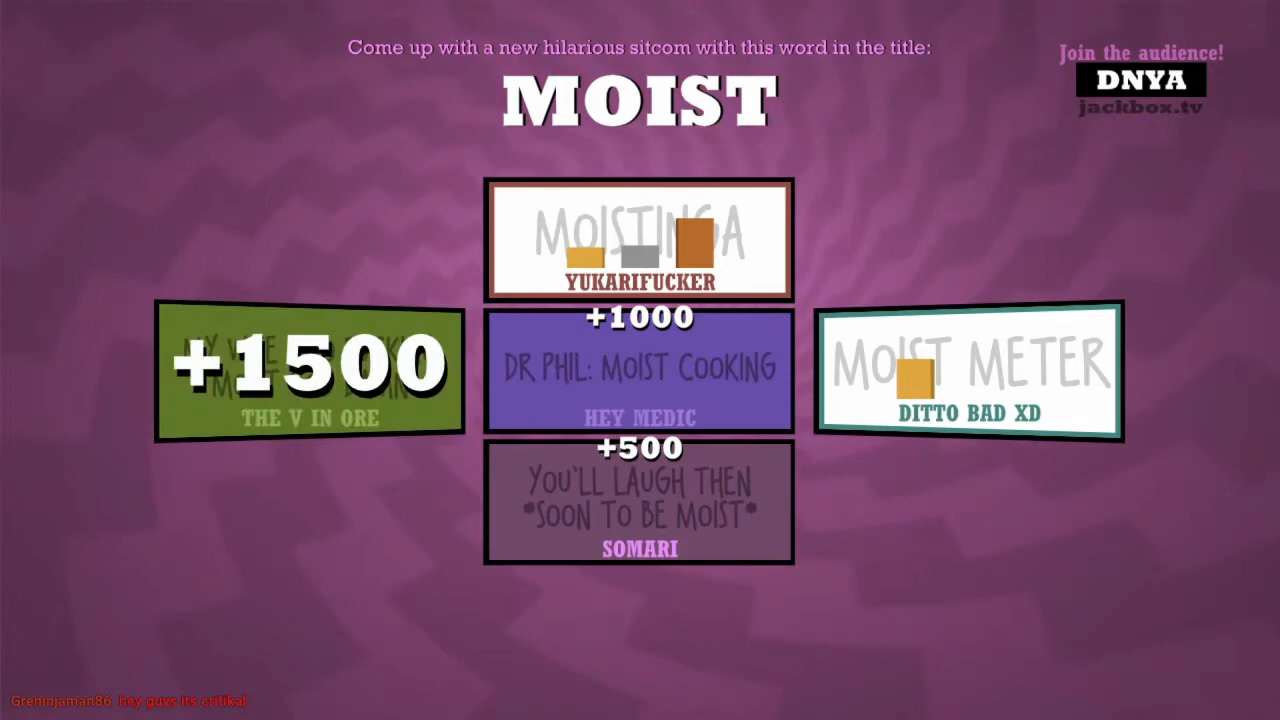 Come up with a new hilarious sitcom with this word in the title:
MOIST
Join the audience!
DNYA
jackbox.tv
MOISTINGA
YUKARIFUCKER
+1500
THE V IN ORE
+1000
DR PHIL: MOIST COOKING
HEY MEDIC
MOIST METER
DITTO BAD XD
+500
YOU'LL LAUGH THEN
*SOON TO BE MOIST*
SOMARI
Greninjaman86 hey guys its critikal